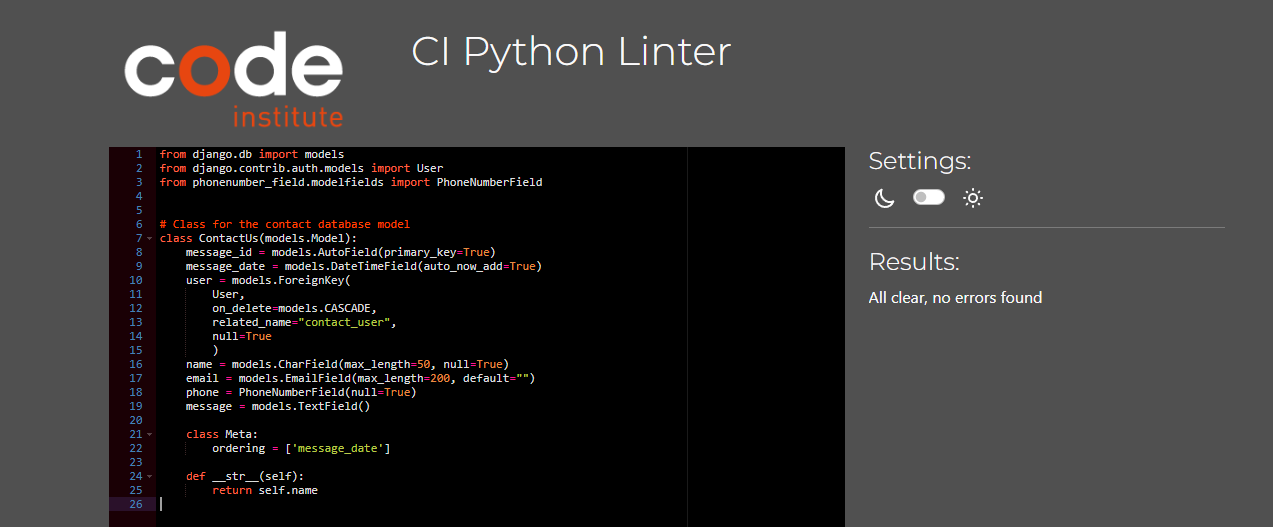 code
institute
CI Python Linter
1 from django.db import models
2 from django.contrib.auth.models import User
3 from phonenumber_field.modelfields import PhoneNumberField
4
5
6 # Class for the contact database model
7 class ContactUs(models.Model):
8     message_id = models.AutoField(primary_key=True)
9     message_date = models.DateTimeField(auto_now_add=True)
10     user = models.ForeignKey(
11         User,
12         on_delete=models.CASCADE,
13         related_name="contact_user",
14         null=True
15         )
16     name = models.CharField(max_length=50, null=True)
17     email = models.EmailField(max_length=200, default="")
18     phone = PhoneNumberField(null=True)
19     message = models.TextField()
20
21     class Meta:
22         ordering = ['message_date']
23
24     def __str__(self):
25         return self.name
26
Settings:
Results:
All clear, no errors found